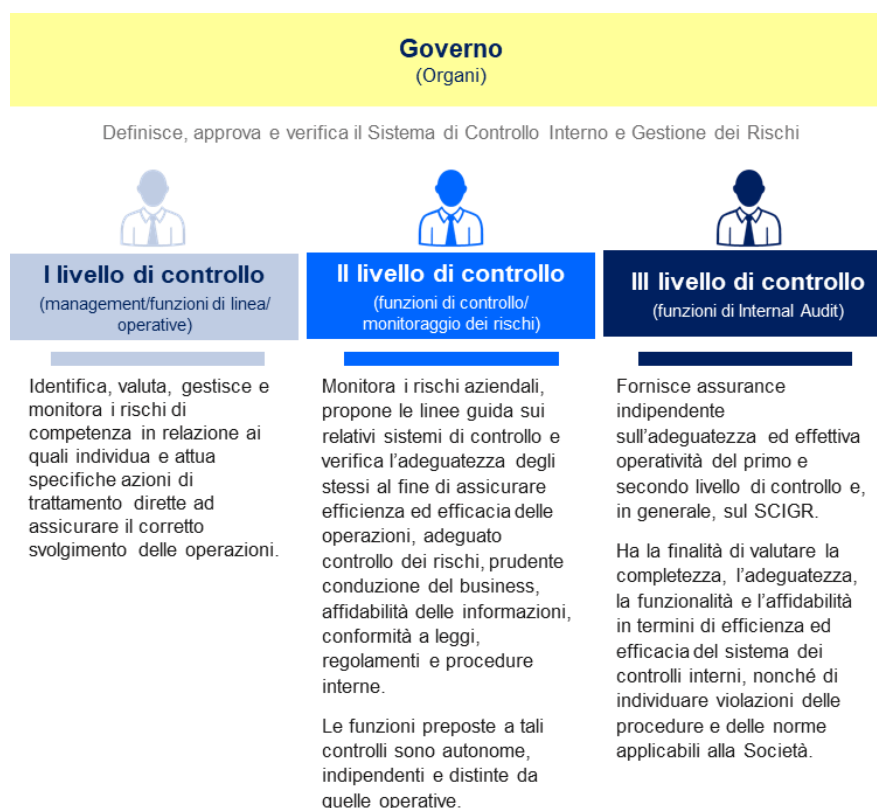 Governo
(Organi)
Definisce, approva e verifica il Sistema di Controllo Interno e Gestione dei Rischi
I livello di controllo
(management/funzioni di linea/
operative)
Identifica, valuta, gestisce e
monitora i rischi di
competenza in relazione ai
quali individua e attua
specifiche azioni di
trattamento dirette ad
assicurare il corretto
svolgimento delle operazioni.
II livello di controllo
(funzioni di controllo/
monitoraggio dei rischi)
Monitora i rischi aziendali,
propone le linee guida sui
relativi sistemi di controllo e
verifica l’adeguatezza degli
stessi al fine di assicurare
efficienza ed efficacia delle
operazioni, adeguato
controllo dei rischi, prudente
conduzione del business,
affidabilità delle informazioni,
conformità a leggi,
regolamenti e procedure
interne.
Le funzioni preposte a tali
controlli sono autonome,
indipendenti e distinte da
quelle operative.
III livello di controllo
(funzioni di Internal Audit)
Fornisce assurance
indipendente
sull’adeguatezza ed effettiva
operatività del primo e
secondo livello di controllo e,
in generale, sul SCIGR.
Ha la finalità di valutare la
completezza, l’adeguatezza,
la funzionalità e l’affidabilità
in termini di efficienza ed
efficacia del sistema dei
controlli interni, nonché di
individuare violazioni delle
procedure e delle norme
applicabili alla Società.